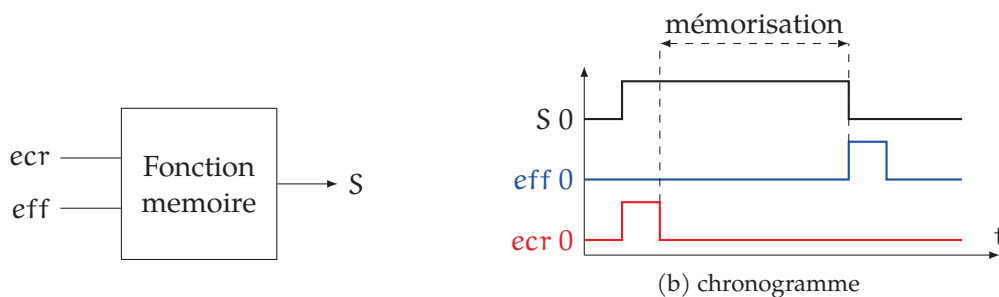 ecr
eff
Fonction
memoire
S
mémorisation
S 0
eff 0
ecr 0
t
(b) chronogramme